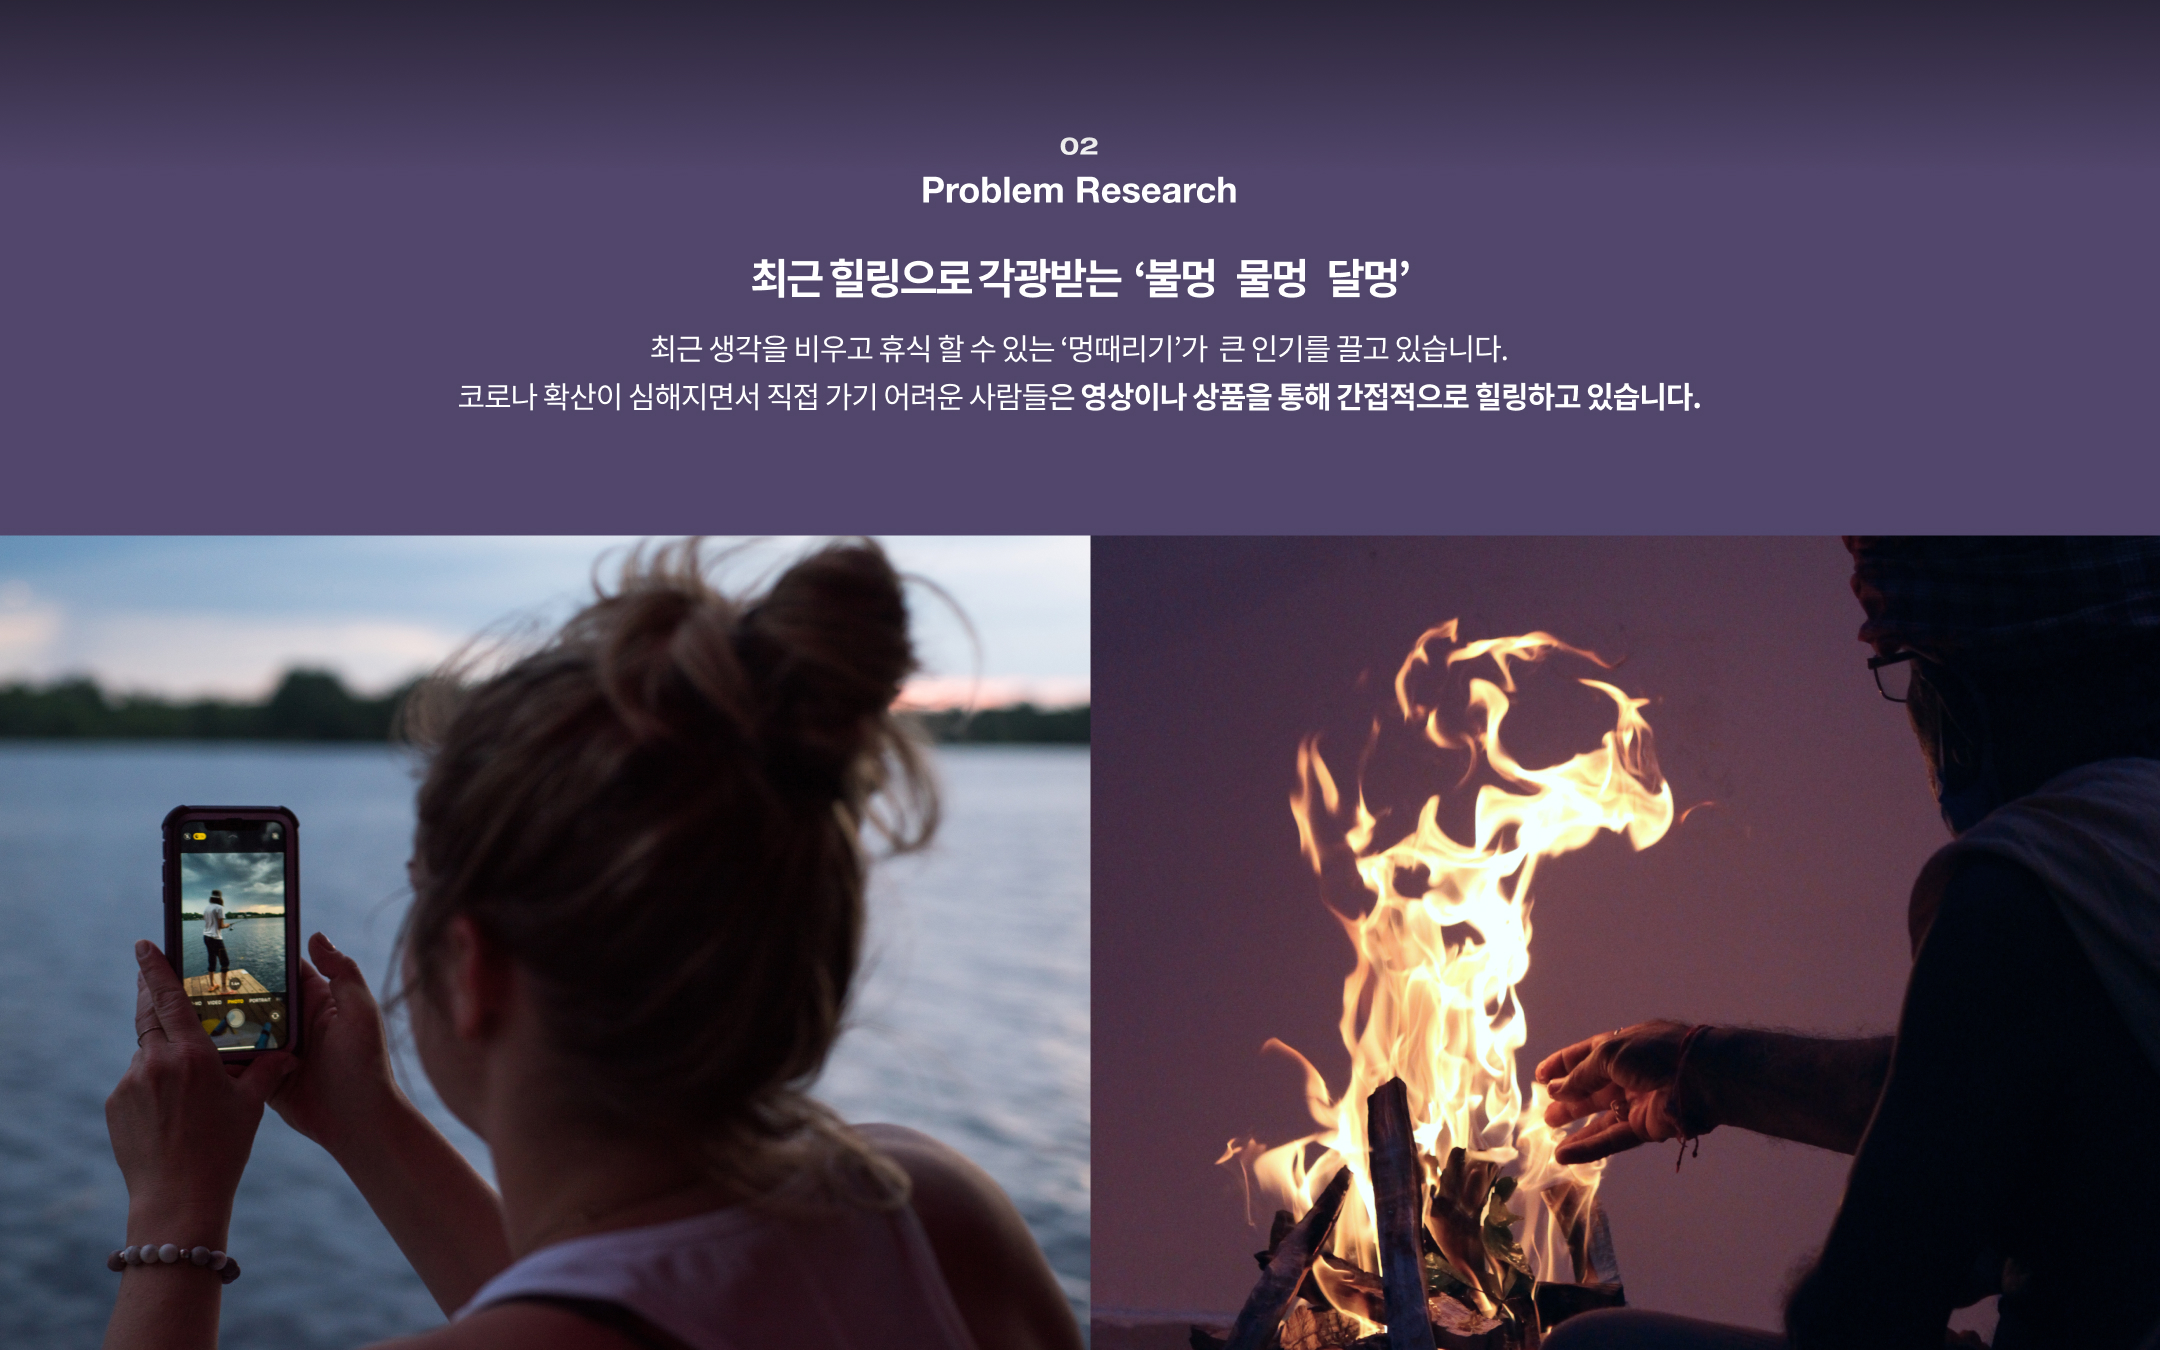 02
Problem Research
최근 힐링으로 각광받는 ‘불멍 물멍 달멍’
최근 생각을 비우고 휴식 할 수 있는 ‘멍때리기’가 큰 인기를 끌고 있습니다.
코로나 확산이 심해지면서 직접 가기 어려운 사람들은 영상이나 상품을 통해 간접적으로 힐링하고 있습니다.
VIDEO PHOTO PORTRAIT